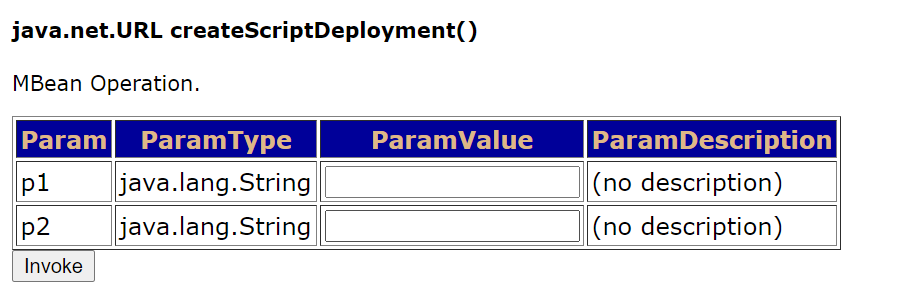 java.net.URL createScriptDeployment()
MBean Operation.
Param ParamType ParamValue ParamDescription
p1 java.lang.String (no description)
p2 java.lang.String (no description)
Invoke